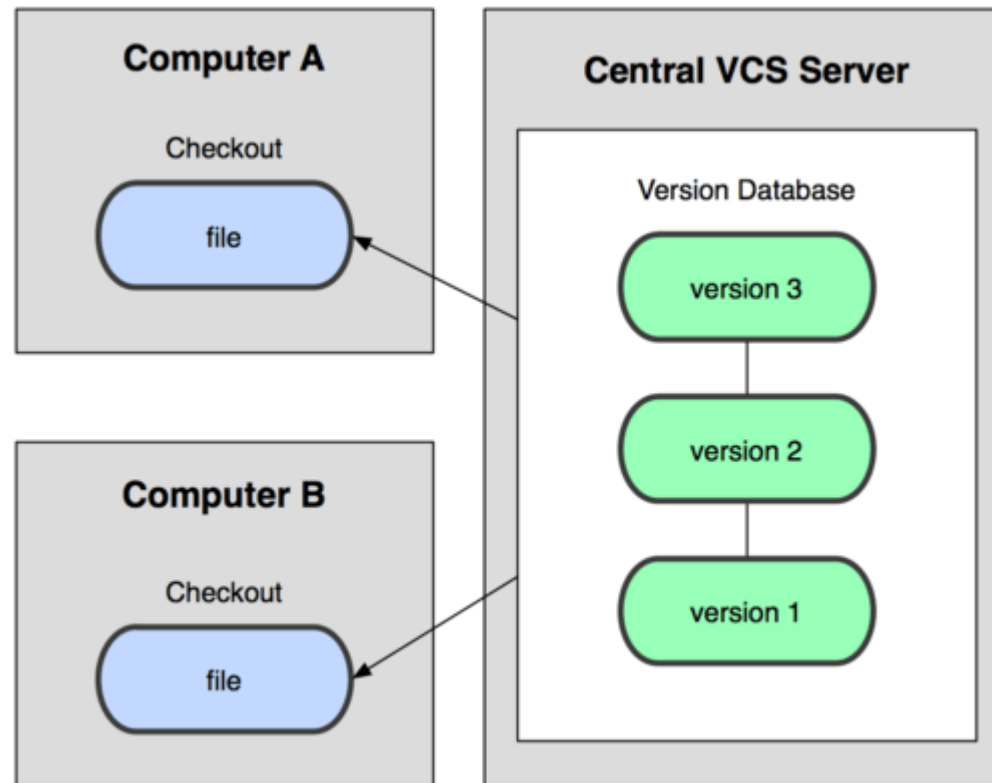 Computer A
Checkout
file
Computer B
Checkout
file
Central VCS Server
Version Database
version 3
version 2
version 1